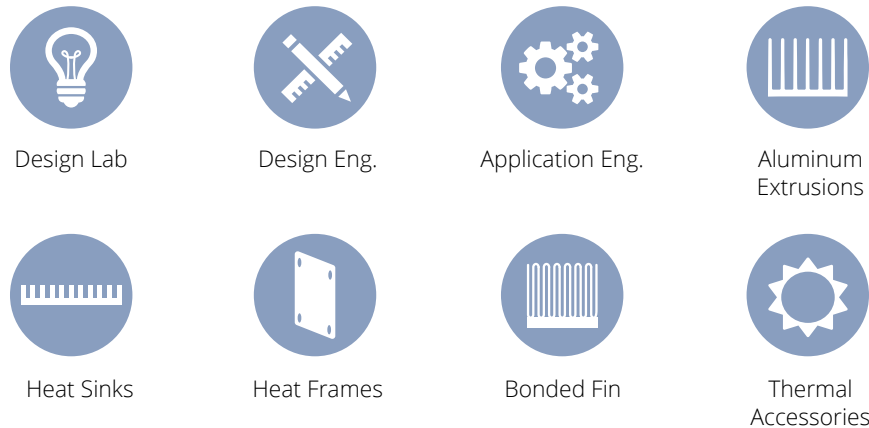 Design Lab
Design Eng.
Application Eng.
Aluminum
Extrusions
Heat Sinks
Heat Frames
Bonded Fin
Thermal
Accessories